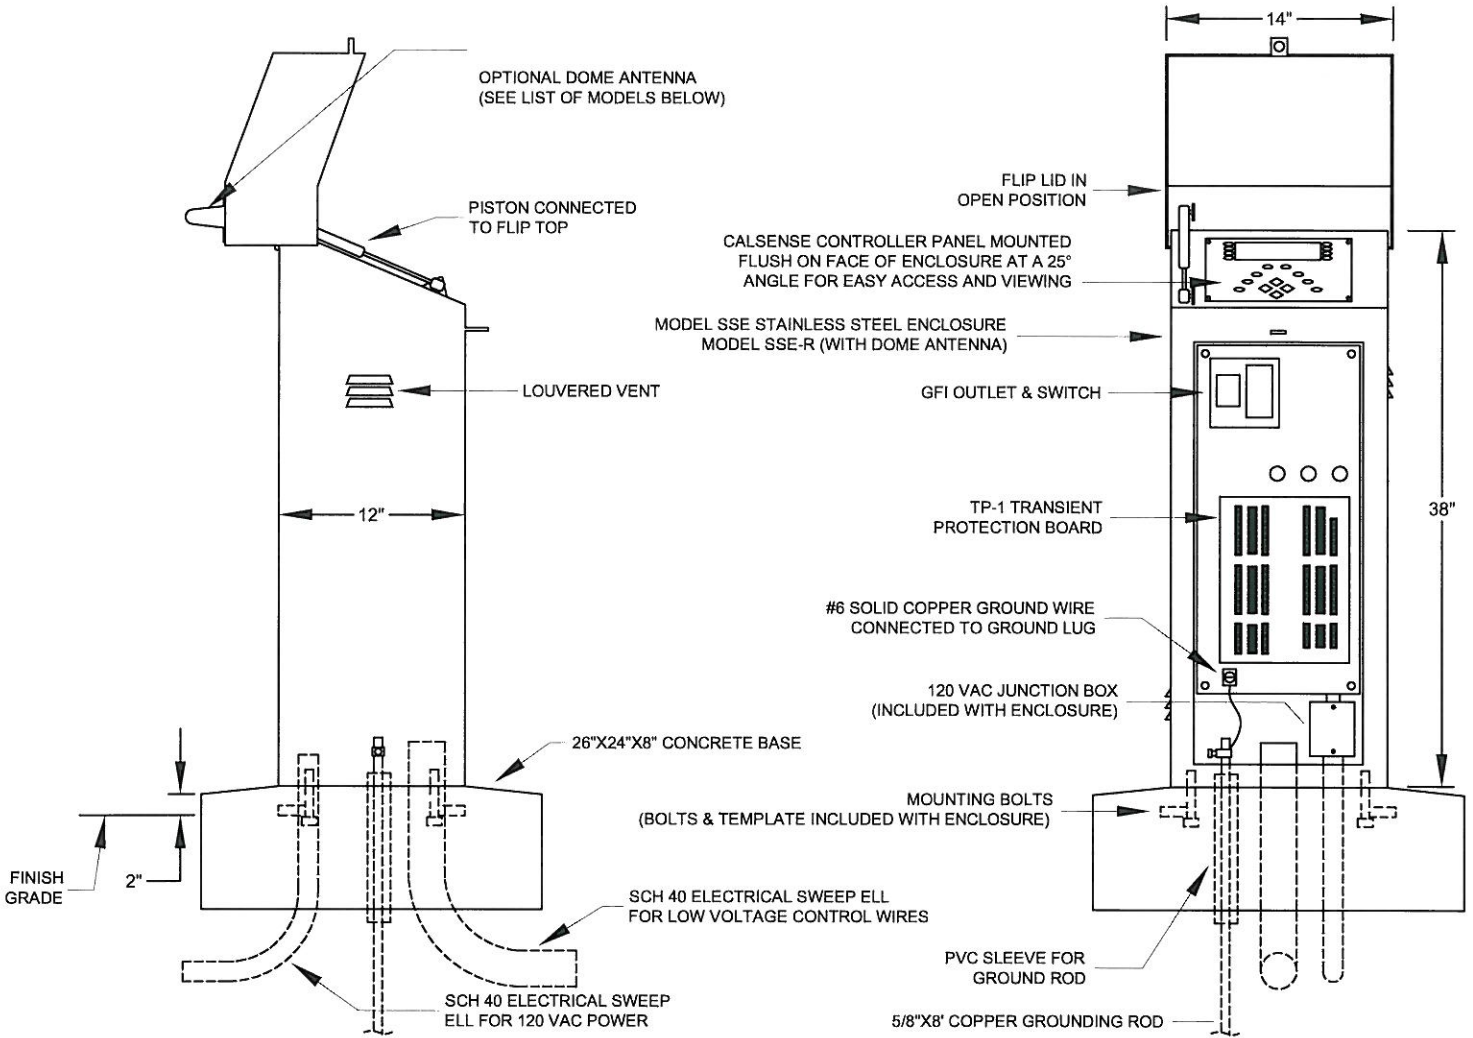 OPTIONAL DOME ANTENNA
(SEE LIST OF MODELS BELOW)
PISTON CONNECTED
TO FLIP TOP
LOUVERED VENT
12"
26"X24"X8" CONCRETE BASE
FINISH
GRADE
2"
SCH 40 ELECTRICAL SWEEP ELL
FOR LOW VOLTAGE CONTROL WIRES
SCH 40 ELECTRICAL SWEEP
ELL FOR 120 VAC POWER
14"
FLIP LID IN
OPEN POSITION
CALSENSE CONTROLLER PANEL MOUNTED
FLUSH ON FACE OF ENCLOSURE AT A 25°
ANGLE FOR EASY ACCESS AND VIEWING
MODEL SSE STAINLESS STEEL ENCLOSURE
MODEL SSE-R (WITH DOME ANTENNA)
GFI OUTLET & SWITCH
TP-1 TRANSIENT
PROTECTION BOARD
38"
#6 SOLID COPPER GROUND WIRE
CONNECTED TO GROUND LUG
120 VAC JUNCTION BOX
(INCLUDED WITH ENCLOSURE)
MOUNTING BOLTS
(BOLTS & TEMPLATE INCLUDED WITH ENCLOSURE)
PVC SLEEVE FOR
GROUND ROD
5/8"X8' COPPER GROUNDING ROD